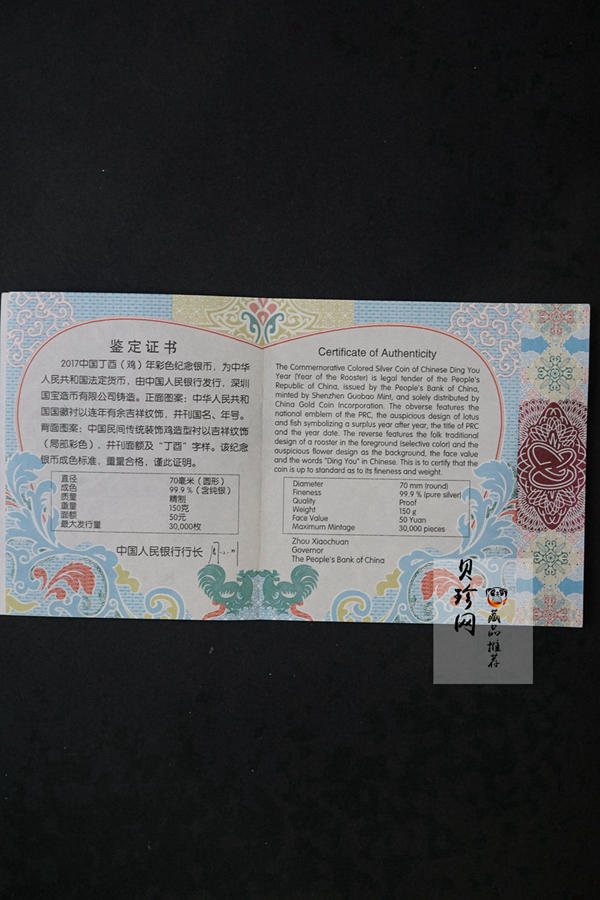 鉴定证书
2017中国丁酉（鸡）年彩色纪念银币，为中华
人民共和国法定货币，由中国人民银行发行，深圳
国宝造币有限公司铸造。正面图案：中华人民共和
国国徽衬以连年有余吉祥纹饰，并刊国名、年号。
背面图案：中国民间传统装饰鸡造型衬以吉祥纹饰
（局部彩色），并刊面额及“丁酉”字样。该纪念
银币成色标准，重量合格，谨此证明。
直径 70毫米（圆形）
成色 99.9％（含纯银）
质量 精制
重量 150克
面额 50元
最大发行量 30,000枚
中国人民银行行长
Certificate of Authenticity
The Commemorative Colored Silver Coin of Chinese Ding You
Year (Year of the Rooster) is legal tender of the People's
Republic of China, issued by the People's Bank of China,
minted by Shenzhen Guobao Mint, and solely distributed by
China Gold Coin Incorporation. The obverse features the
national emblem of the PRC, the auspicious design of lotus
and fish symbolizing a surplus year after year, the title of PRC
and the year date. The reverse features the folk traditional
design of a rooster in the foreground (selective color) and the
auspicious flower design as the background, the face value
and the words "Ding You" in Chinese. This is to certify that the
coin is up to standard as to its fineness and weight.
Diameter 70 mm (round)
Fineness 99.9 % (pure silver)
Quality Proof
Weight 150 g
Face Value 50 Yuan
Maximum Mintage 30,000 pieces
Zhou Xiaochuan
Governor
The People's Bank of China
贝珍网
藏品推荐